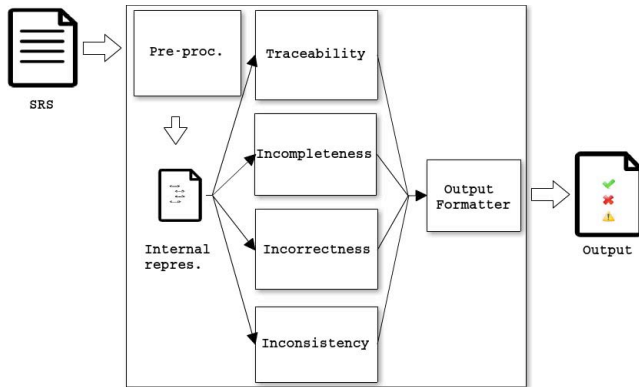 SRS
Pre-proc.
Internal
repres.
Traceability
Incompleteness
Incorrectness
Inconsistency
Output
Formatter
Output